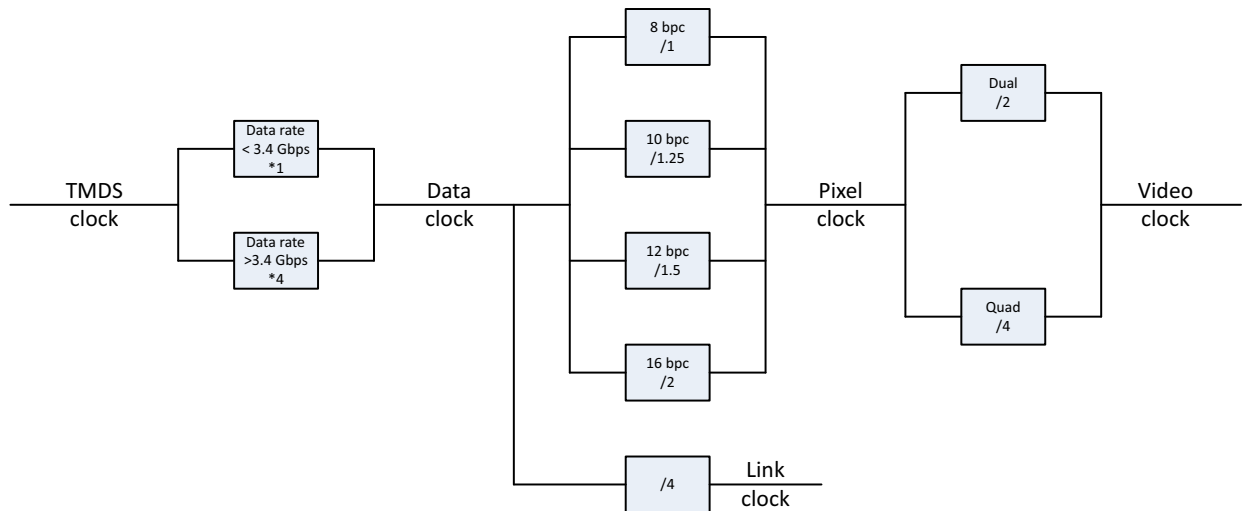 8 bpc
/1
Dual
/2
Data rate
< 3.4 Gbps
*1
10 bpc
/1.25
TMDS
clock
Data
clock
Pixel
clock
Video
clock
Data rate
>3.4 Gbps
*4
12 bpc
/1.5
Quad
/4
16 bpc
/2
/4
Link
clock